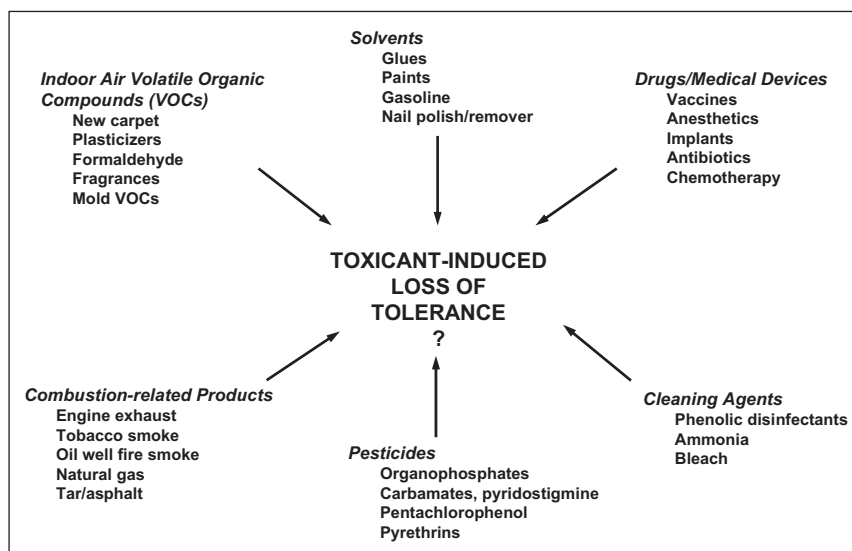 Solvents
Glues
Paints
Gasoline
Nail polish/remover
Indoor Air Volatile Organic
Compounds (VOCs)
New carpet
Plasticizers
Formaldehyde
Fragrances
Mold VOCs
Drugs/Medical Devices
Vaccines
Anesthetics
Implants
Antibiotics
Chemotherapy
TOXICANT-INDUCED
LOSS OF
TOLERANCE
?
Combustion-related Products
Engine exhaust
Tobacco smoke
Oil well fire smoke
Natural gas
Tar/asphalt
Pesticides
Organophosphates
Carbamates, pyridostigmine
Pentachlorophenol
Pyrethrins
Cleaning Agents
Phenolic disinfectants
Ammonia
Bleach